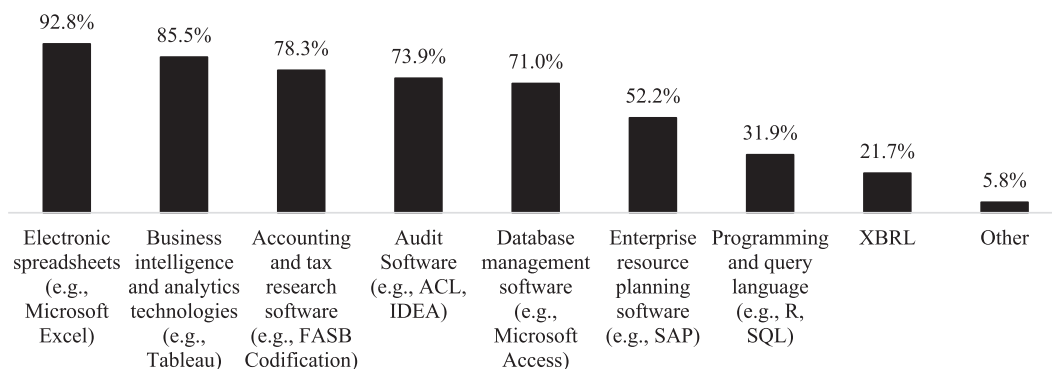 92.8%
85.5%
78.3%
73.9%
71.0%
52.2%
31.9%
21.7%
5.8%
Electronic
spreadsheets
(e.g.,
Microsoft
Excel)
Business
intelligence
and analytics
technologies
(e.g.,
Tableau)
Accounting
and tax
research
software
(e.g., FASB
Codification)
Audit
Software
(e.g., ACL,
IDEA)
Database
management
software
(e.g.,
Microsoft
Access)
Enterprise
resource
planning
software
(e.g., SAP)
Programming
and query
language
(e.g., R,
SQL)
XBRL
Other